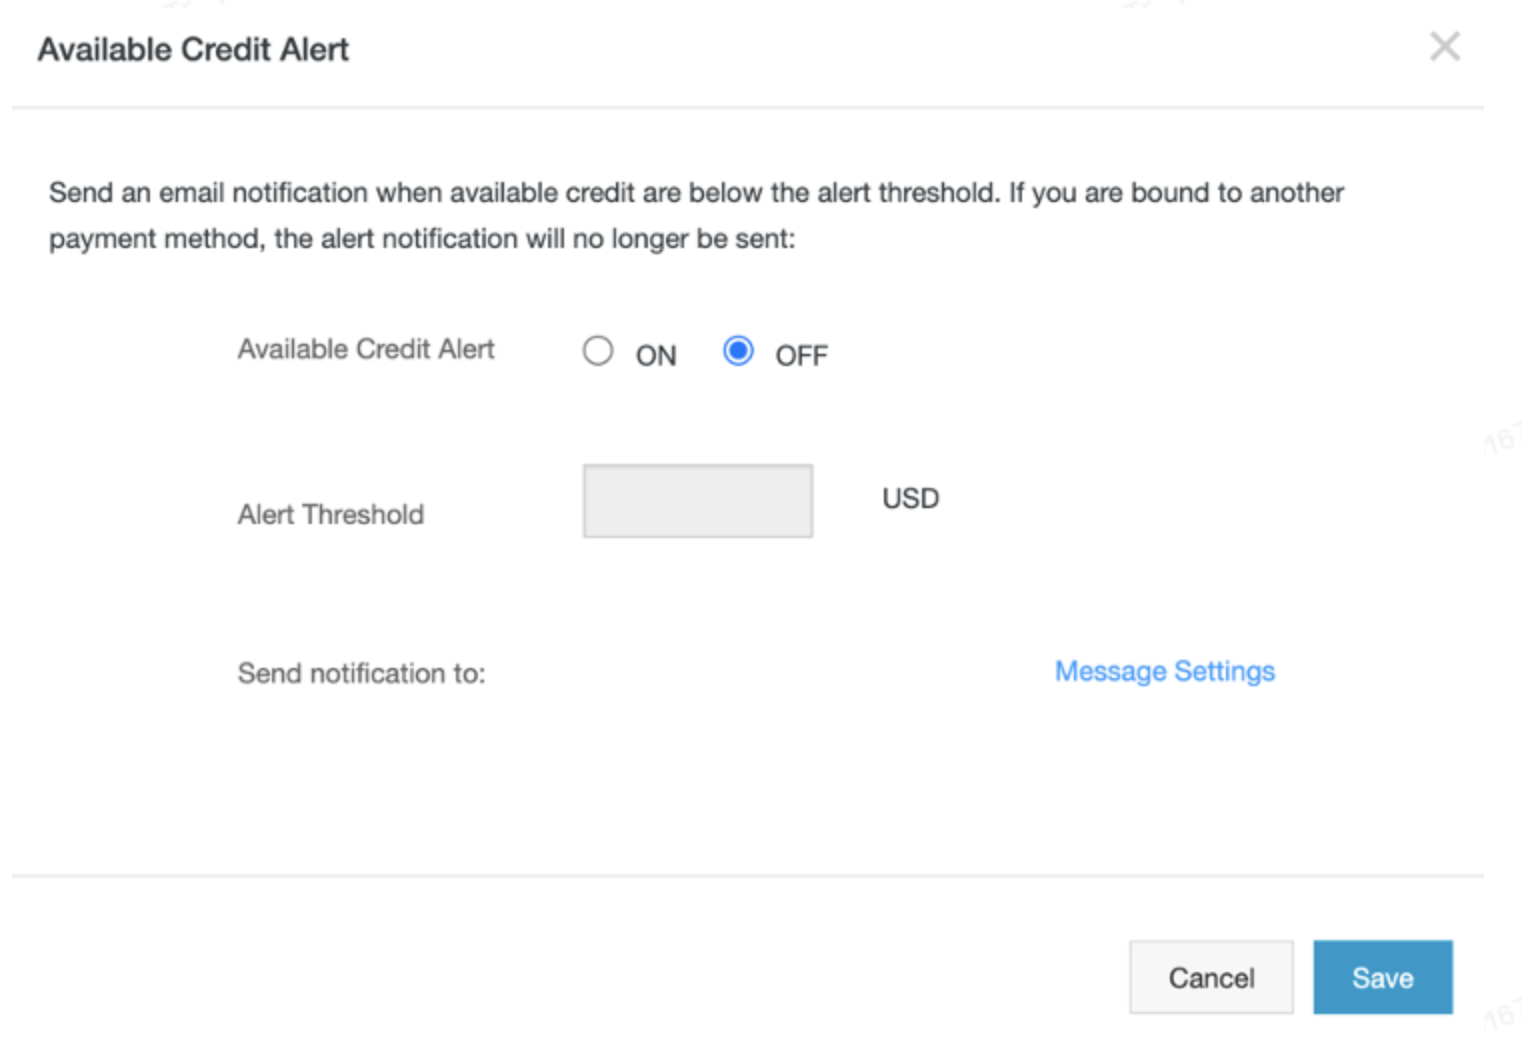 Available Credit Alert
Send an email notification when available credit are below the alert threshold. If you are bound to another
payment method, the alert notification will no longer be sent:
Available Credit Alert ON OFF
Alert Threshold USD
Send notification to: Message Settings
Cancel Save